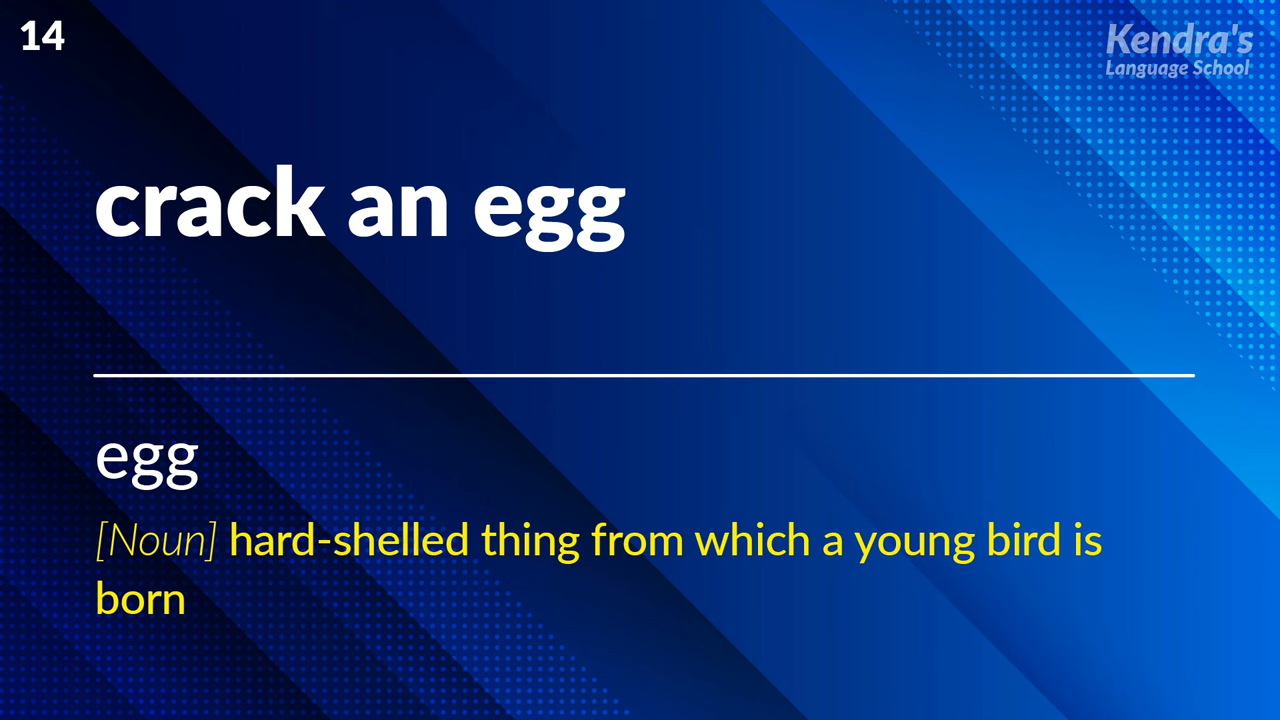 14
Kendra's
Language School
crack an egg
egg
[Noun] hard-shelled thing from which a young bird is
born